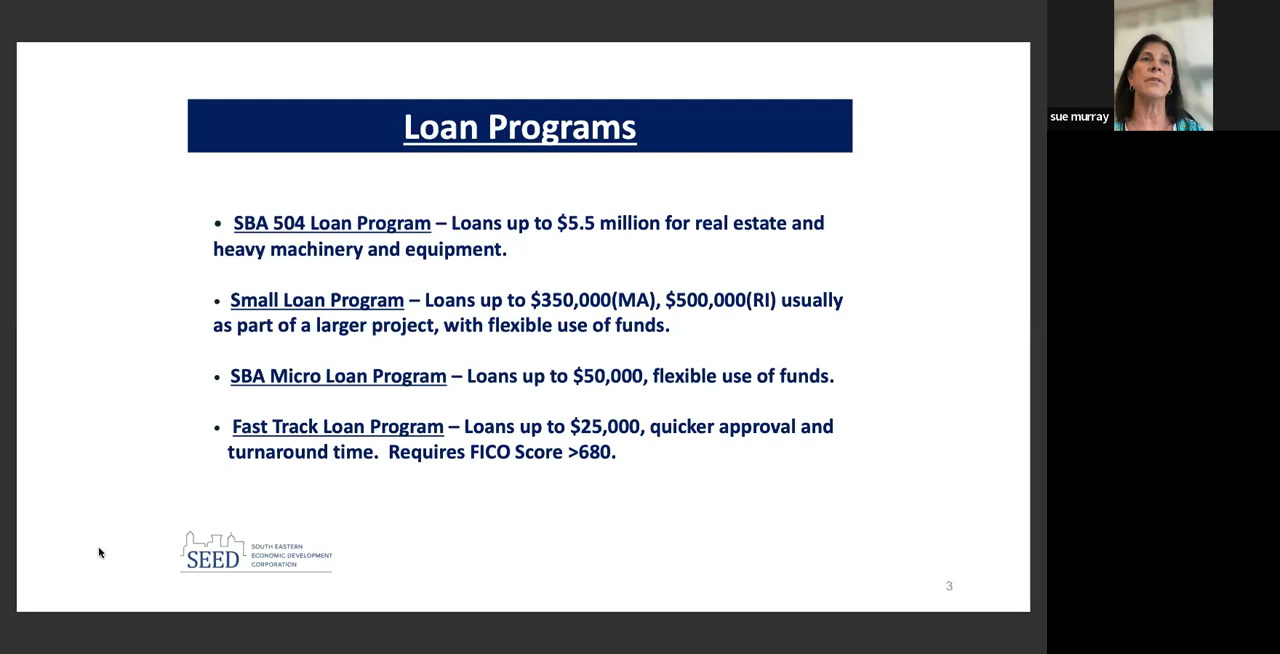 Loan Programs
• SBA 504 Loan Program – Loans up to $5.5 million for real estate and
heavy machinery and equipment.
• Small Loan Program – Loans up to $350,000(MA), $500,000(RI) usually
as part of a larger project, with flexible use of funds.
• SBA Micro Loan Program – Loans up to $50,000, flexible use of funds.
• Fast Track Loan Program – Loans up to $25,000, quicker approval and
turnaround time. Requires FICO Score >680.
SEED
SOUTH EASTERN
ECONOMIC DEVELOPMENT
CORPORATION
3
sue murray